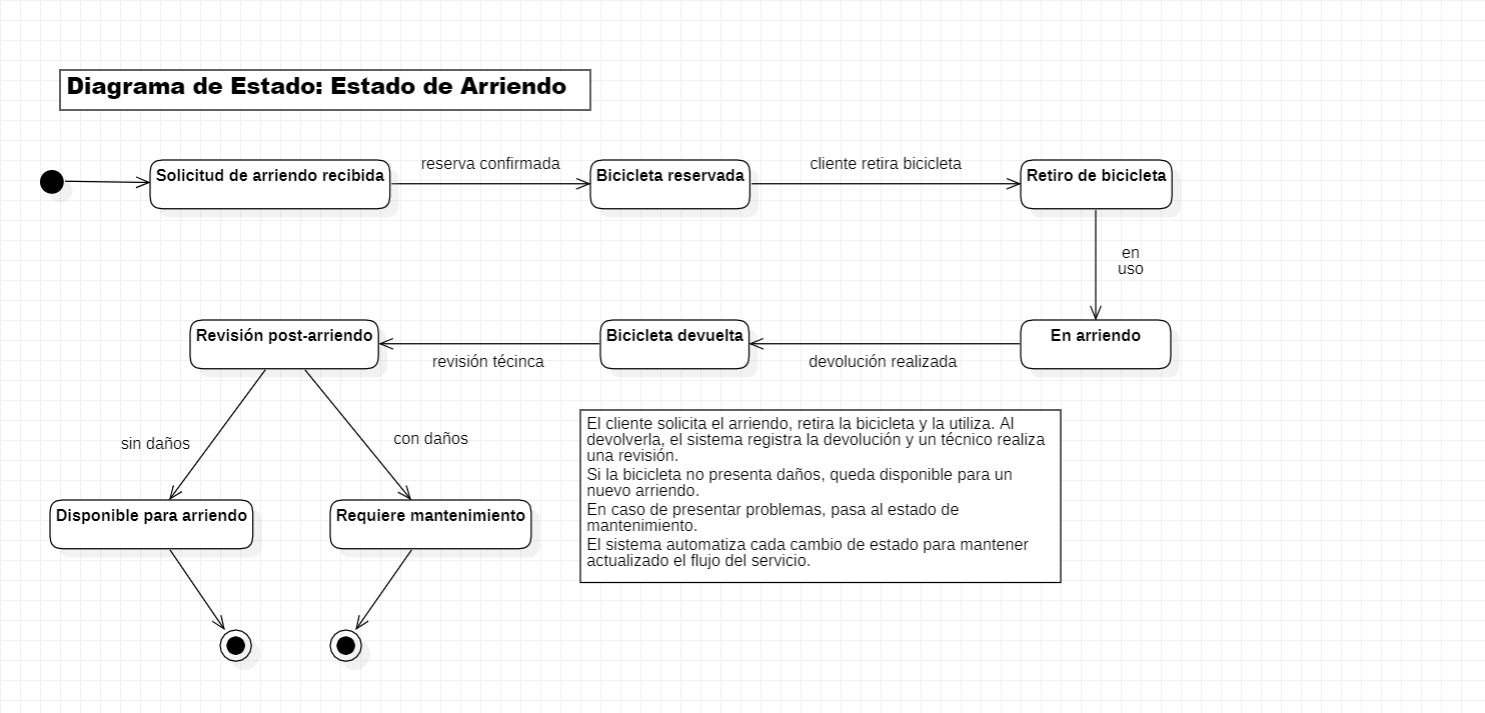 Diagrama de Estado: Estado de Arriendo
Solicitud de arriendo recibida
reserva confirmada
Bicicleta reservada
cliente retira bicicleta
Retiro de bicicleta
en
uso
En arriendo
devolución realizada
Bicicleta devuelta
revisión técinca
Revisión post-arriendo
sin daños
con daños
Disponible para arriendo
Requiere mantenimiento
El cliente solicita el arriendo, retira la bicicleta y la utiliza. Al
devolverla, el sistema registra la devolución y un técnico realiza
una revisión.
Si la bicicleta no presenta daños, queda disponible para un
nuevo arriendo.
En caso de presentar problemas, pasa al estado de
mantenimiento.
El sistema automatiza cada cambio de estado para mantener
actualizado el flujo del servicio.